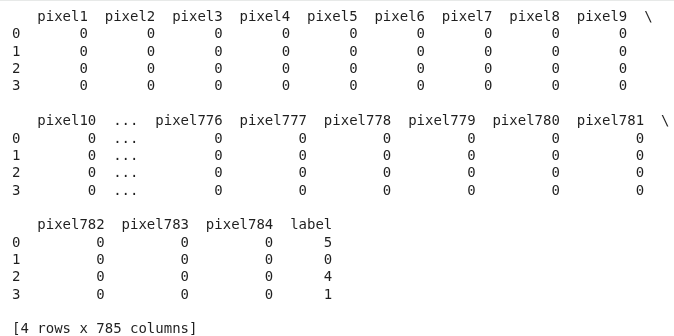 pixel1 pixel2 pixel3 pixel4 pixel5 pixel6 pixel7 pixel8 pixel9 \
0 0 0 0 0 0 0 0 0 0
1 0 0 0 0 0 0 0 0 0
2 0 0 0 0 0 0 0 0 0
3 0 0 0 0 0 0 0 0 0
pixel10 ... pixel776 pixel777 pixel778 pixel779 pixel780 pixel781 \
0 0 ... 0 0 0 0 0 0
1 0 ... 0 0 0 0 0 0
2 0 ... 0 0 0 0 0 0
3 0 ... 0 0 0 0 0 0
pixel782 pixel783 pixel784 label
0 0 0 0 5
1 0 0 0 0
2 0 0 0 4
3 0 0 0 1
[4 rows x 785 columns]